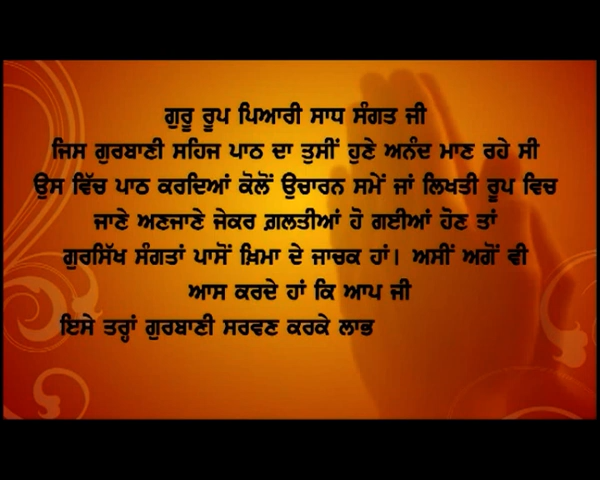 ਗੁਰੂ ਰੂਪ ਪਿਆਰੀ ਸਾਧ ਸੰਗਤ ਜੀ
ਜਿਸ ਗੁਰਬਾਣੀ ਸਹਿਜ ਪਾਠ ਦਾ ਤੁਸੀਂ ਹੁਣੇ ਅਨੰਦ ਮਾਣ ਰਹੇ ਸੀ
ਉਸ ਵਿੱਚ ਪਾਠ ਕਰਦਿਆਂ ਕੋਲੋਂ ਉਚਾਰਨ ਸਮੇਂ ਜਾਂ ਲਿਖਤੀ ਰੂਪ ਵਿਚ
ਜਾਣੇ ਅਣਜਾਣੇ ਜੇਕਰ ਗ਼ਲਤੀਆਂ ਹੋ ਗਈਆਂ ਹੋਣ ਤਾਂ
ਗੁਰਸਿੱਖ ਸੰਗਤਾਂ ਪਾਸੋਂ ਖ਼ਿਮਾ ਦੇ ਜਾਚਕ ਹਾਂ। ਅਸੀਂ ਅਗੋਂ ਵੀ
ਆਸ ਕਰਦੇ ਹਾਂ ਕਿ ਆਪ ਜੀ
ਇਸੇ ਤਰ੍ਹਾਂ ਗੁਰਬਾਣੀ ਸਰਵਣ ਕਰਕੇ ਲਾਭ